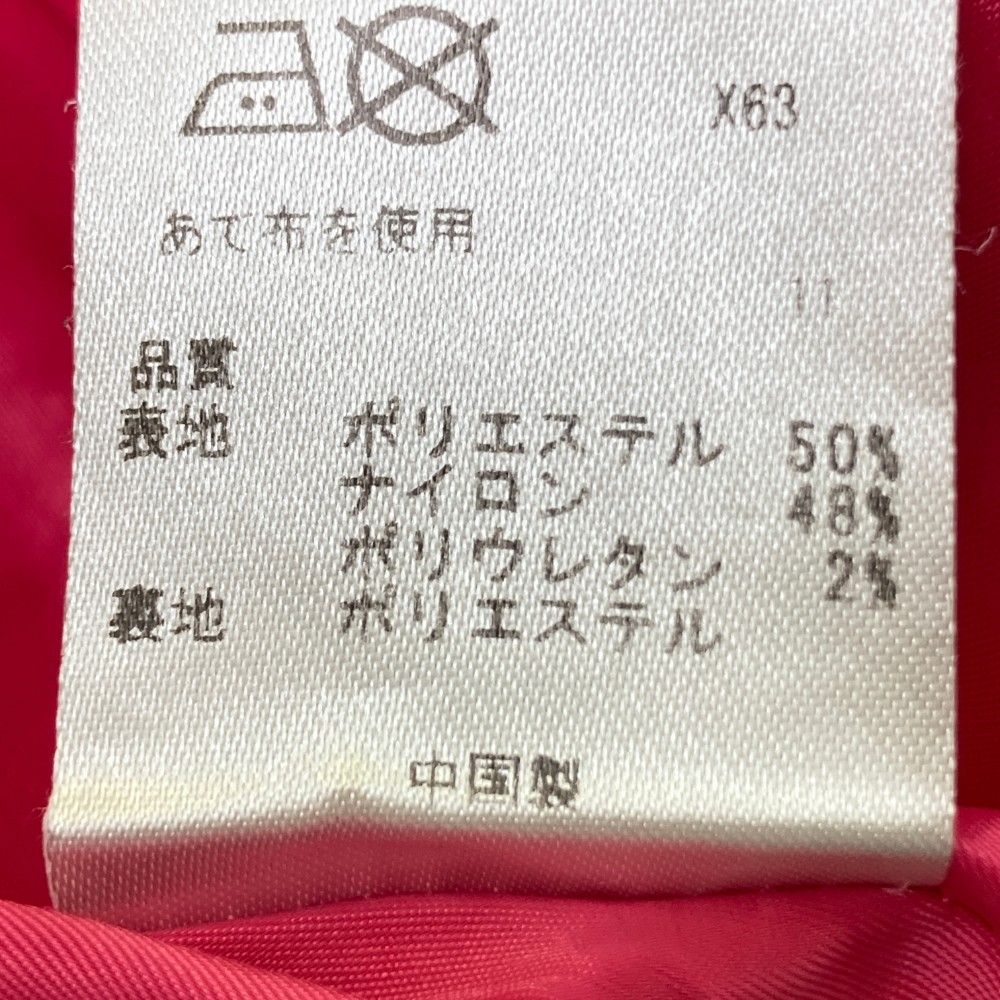 X63
あて布を使用
11
品質
表地 ポリエステル 50%
ナイロン 48%
ポリウレタン 2%
裏地 ポリエステル
中国製